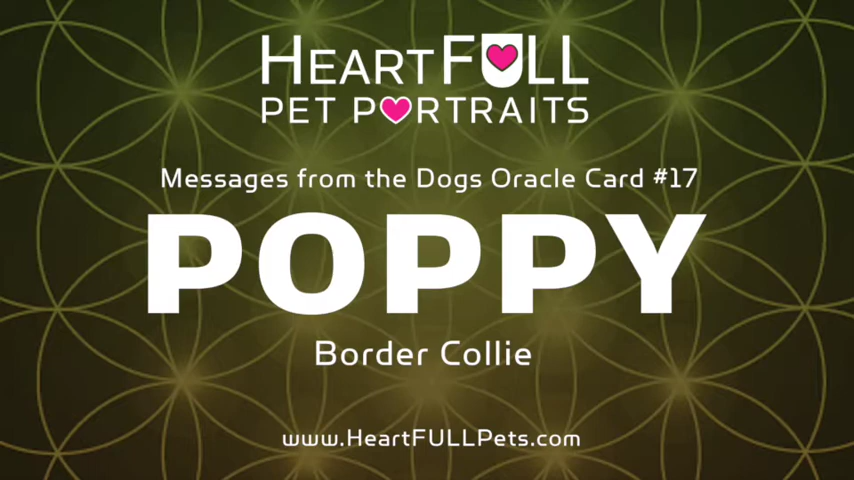 HEARTFULL
PET PORTRAITS
Messages from the Dogs Oracle Card #17
POPPY
Border Collie
www.HeartFULLPets.com